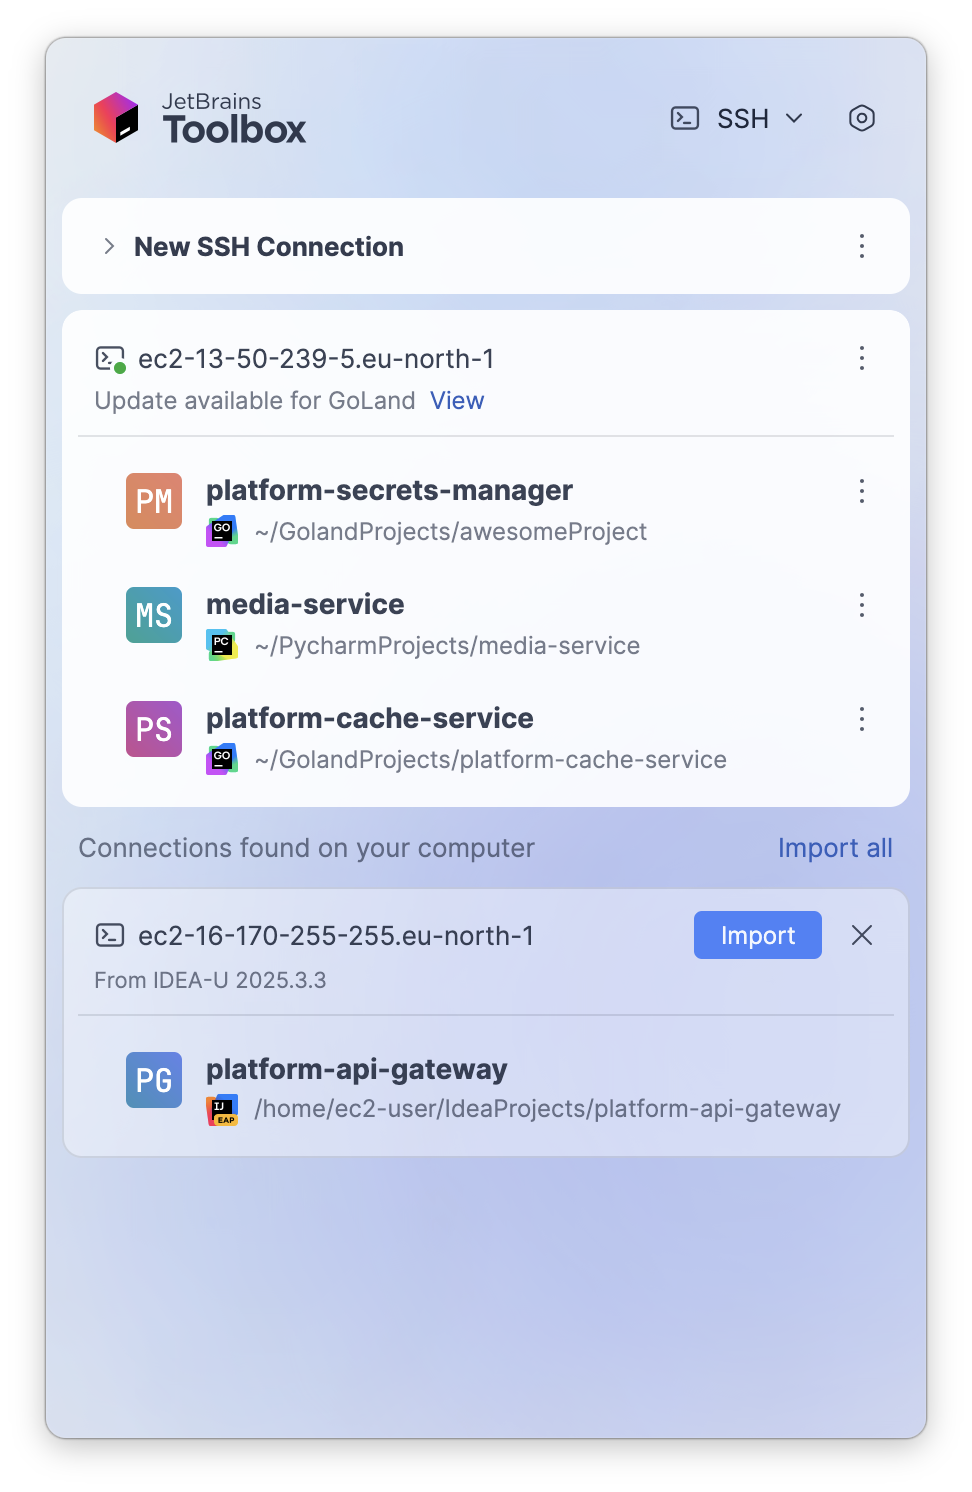 JetBrains
Toolbox
SSH
New SSH Connection
ec2-13-50-239-5.eu-north-1
Update available for GoLand View
PM
platform-secrets-manager
GO
~/GolandProjects/awesomeProject
MS
media-service
PC
~/PycharmProjects/media-service
PS
platform-cache-service
GO
~/GolandProjects/platform-cache-service
Connections found on your computer
Import all
ec2-16-170-255-255.eu-north-1
Import
From IDEA-U 2025.3.3
PG
platform-api-gateway
IJ
EAP
/home/ec2-user/IdeaProjects/platform-api-gateway